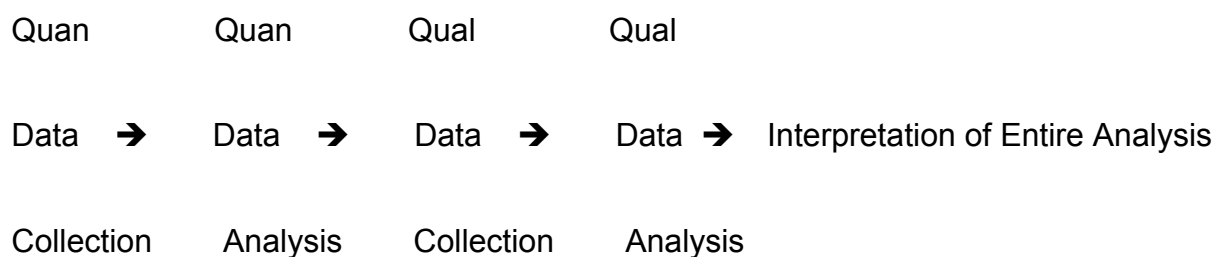 Quan Quan Qual Qual
Data ➔ Data ➔ Data ➔ Data ➔ Interpretation of Entire Analysis
Collection Analysis Collection Analysis